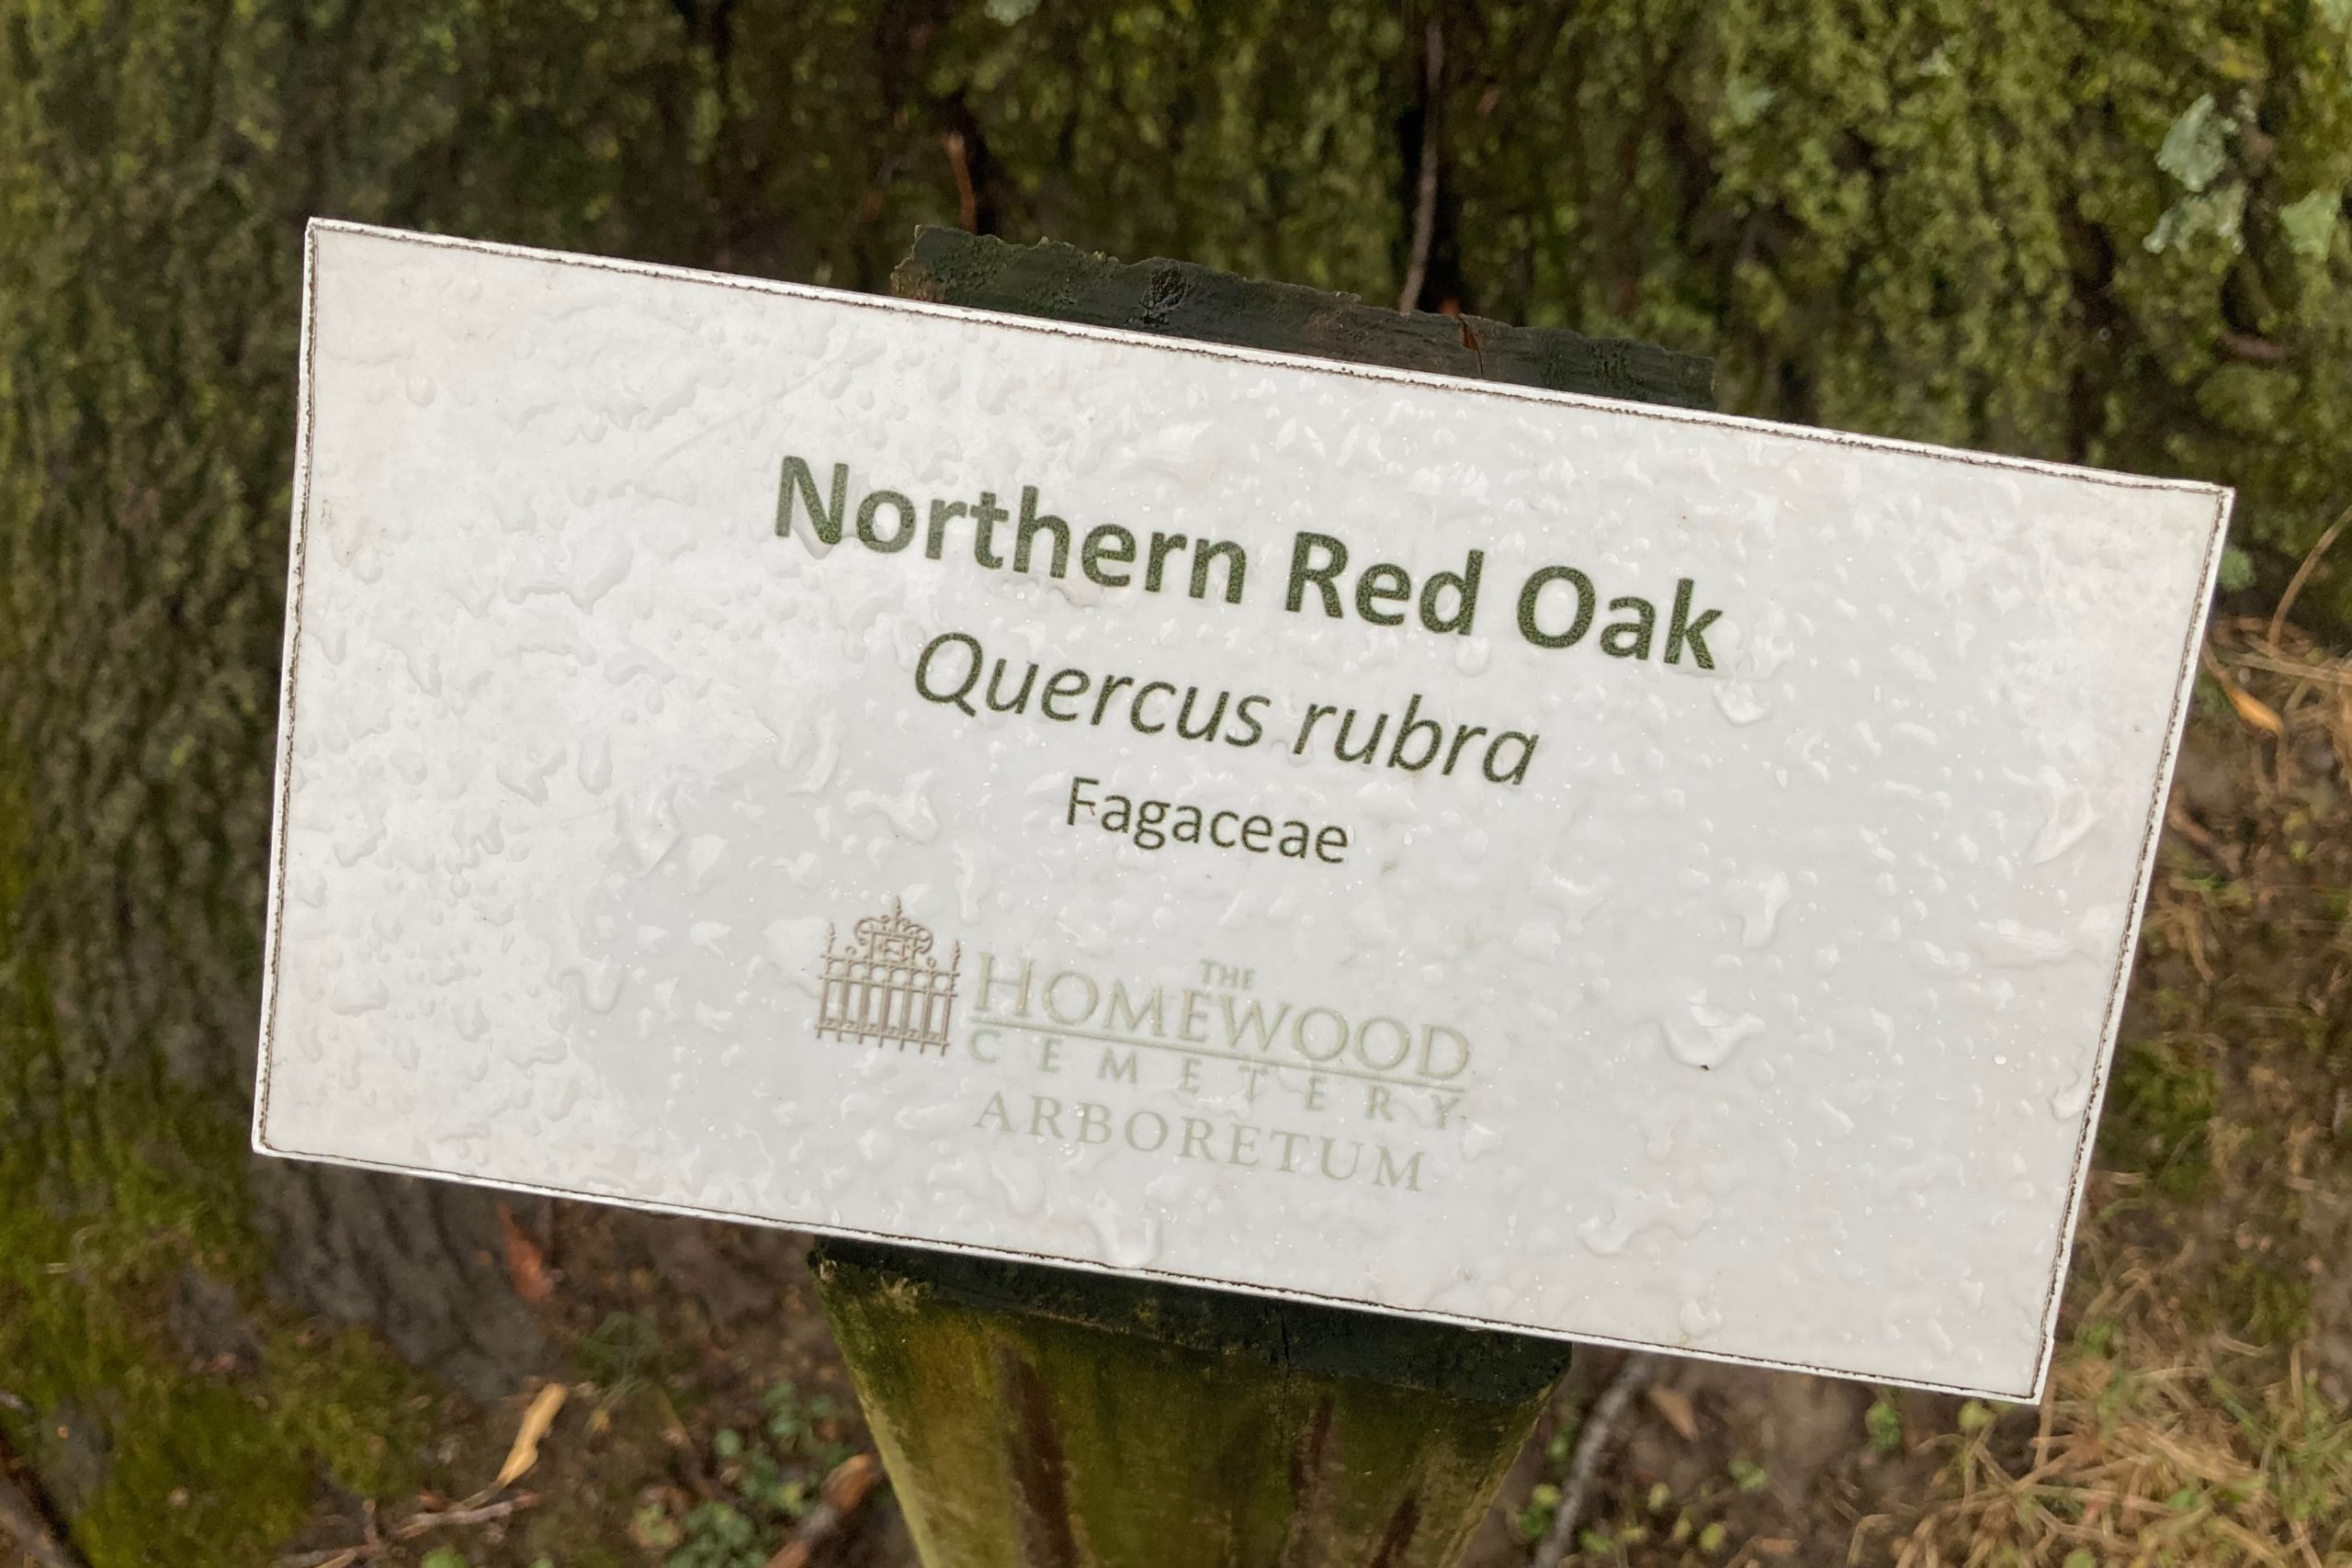 Northern Red Oak
Quercus rubra
Fagaceae
THE
HOMEWOOD
CEMETERY
ARBORETUM